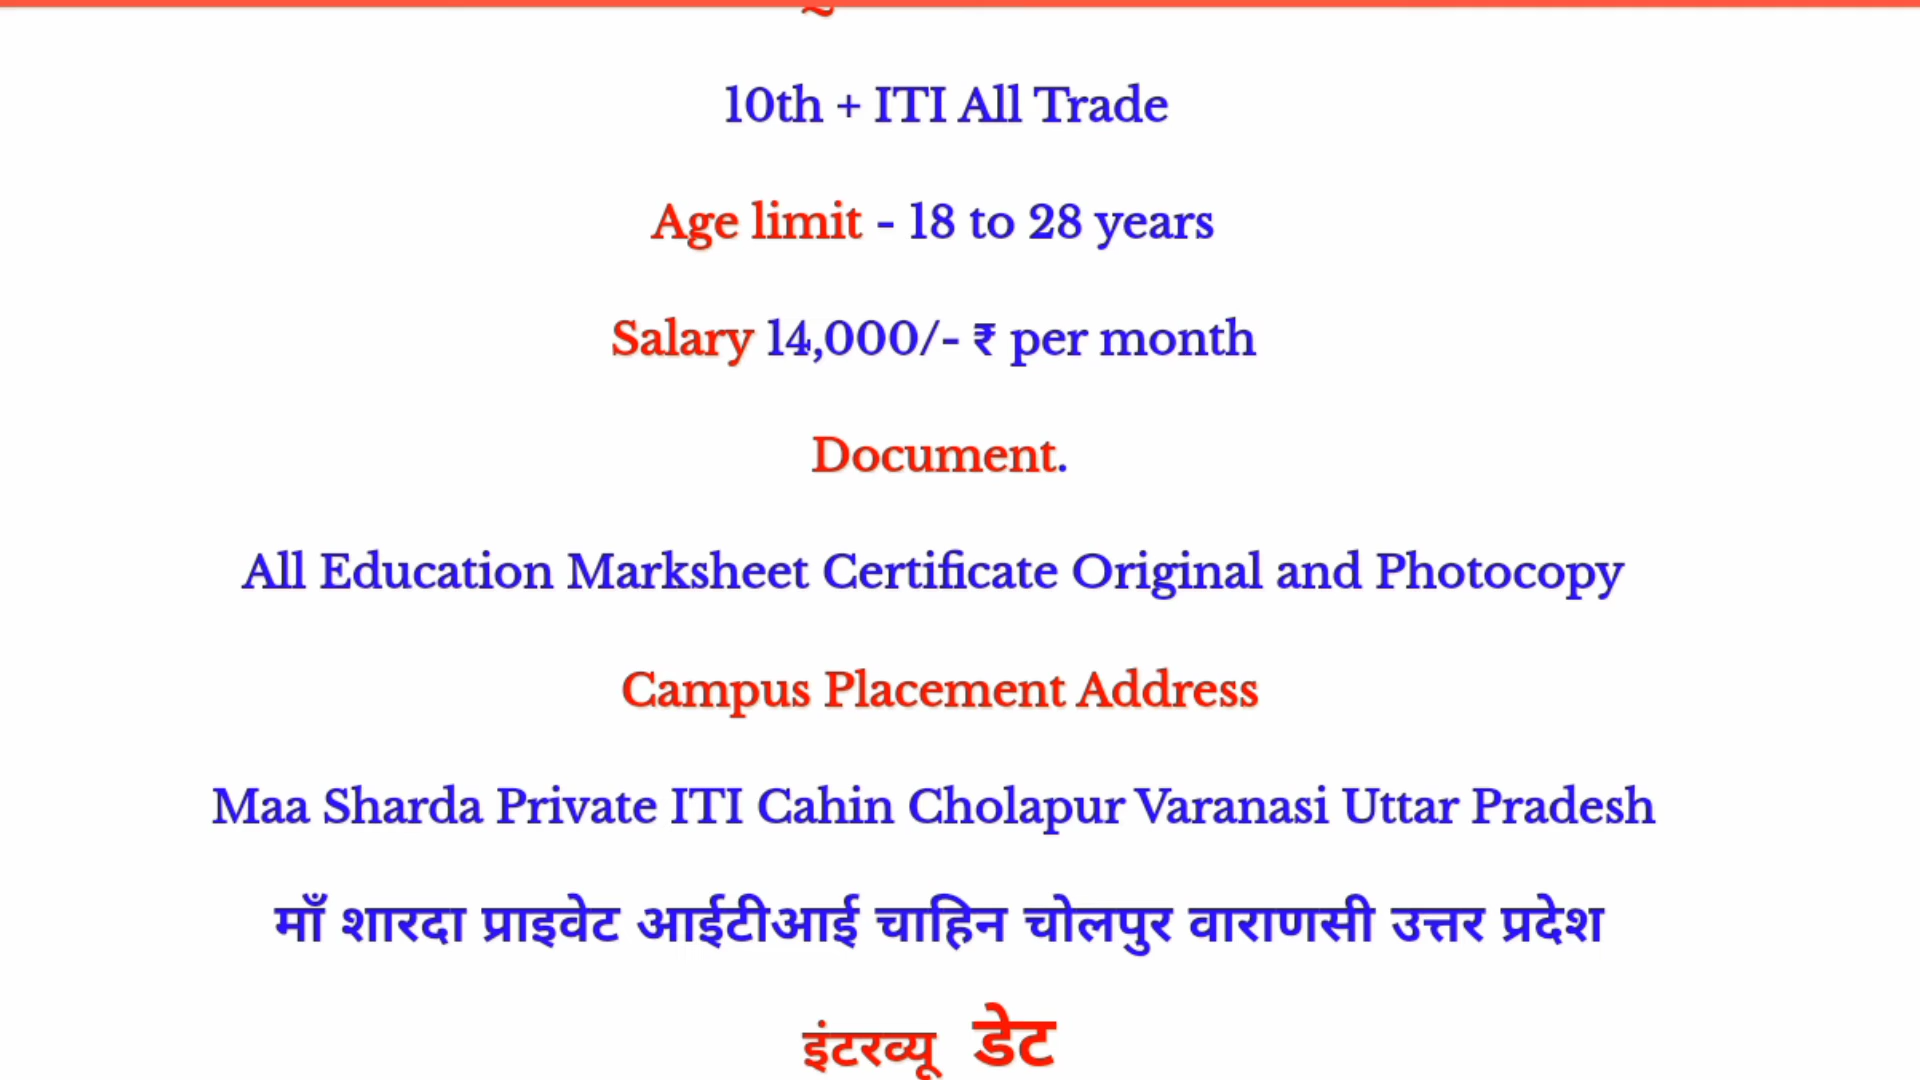 10th + ITI All Trade
Age limit - 18 to 28 years
Salary 14,000/- ₹ per month
Document.
All Education Marksheet Certificate Original and Photocopy
Campus Placement Address
Maa Sharda Private ITI Cahin Cholapur Varanasi Uttar Pradesh
माँ शारदा प्राइवेट आईटीआई चाहिन चोलपुर वाराणसी उत्तर प्रदेश
इंटरव्यू डेट